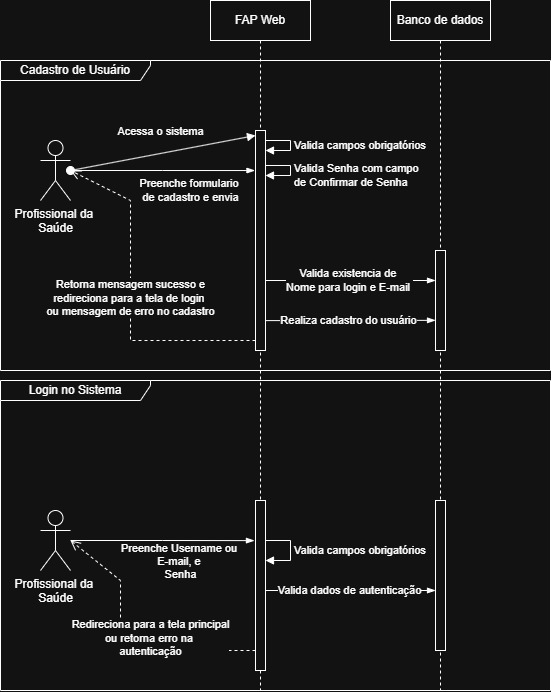 FAP Web
Banco de dados
Cadastro de Usuário
Acessa o sistema
Valida campos obrigatórios
Valida Senha com campo
de Confirmar de Senha
Preenche formulario
de cadastro e envia
Profissional da
Saúde
Valida existencia de
Nome para login e E-mail
Retorna mensagem sucesso e
redireciona para a tela de login
ou mensagem de erro no cadastro
Realiza cadastro do usuário
Login no Sistema
Preenche Username ou
E-mail, e
Senha
Valida campos obrigatórios
Profissional da
Saúde
Valida dados de autenticação
Redireciona para a tela principal
ou retorna erro na
autenticação